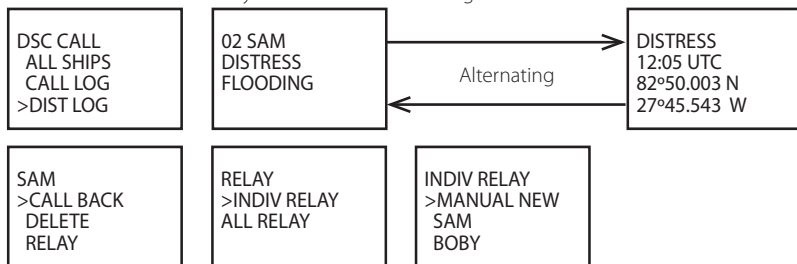 DSC CALL
ALL SHIPS
CALL LOG
>DIST LOG
02 SAM
DISTRESS
FLOODING
Alternating
DISTRESS
12:05 UTC
82º50.003 N
27º45.543 W
SAM
>CALL BACK
DELETE
RELAY
RELAY
>INDIV RELAY
ALL RELAY
INDIV RELAY
>MANUAL NEW
SAM
BOBY